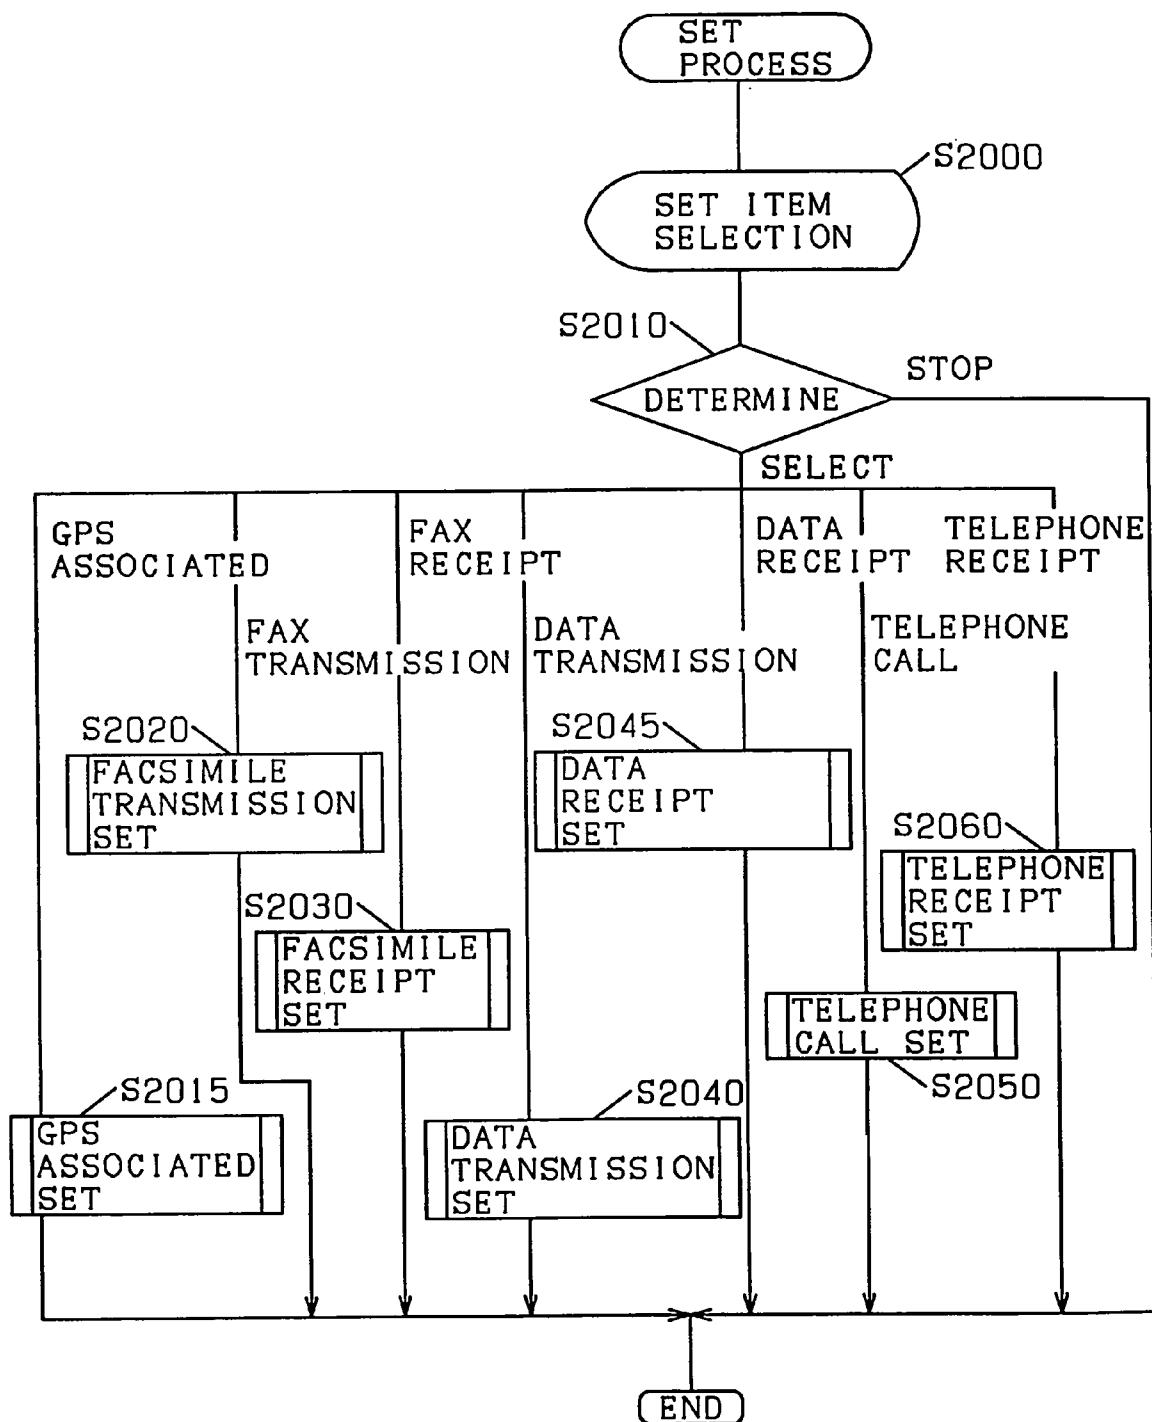 SET
PROCESS
S2000
SET ITEM
SELECTION
S2010
STOP
DETERMINE
SELECT
GPS
ASSOCIATED
FAX
RECEIPT
DATA
RECEIPT
TELEPHONE
RECEIPT
FAX
TRANSMISSION
DATA
TRANSMISSION
TELEPHONE
CALL
S2020
FACSIMILE
TRANSMISSION
SET
S2045
DATA
RECEIPT
SET
S2060
TELEPHONE
RECEIPT
SET
S2030
FACSIMILE
RECEIPT
SET
TELEPHONE
CALL SET
S2050
S2015
GPS
ASSOCIATED
SET
S2040
DATA
TRANSMISSION
SET
END